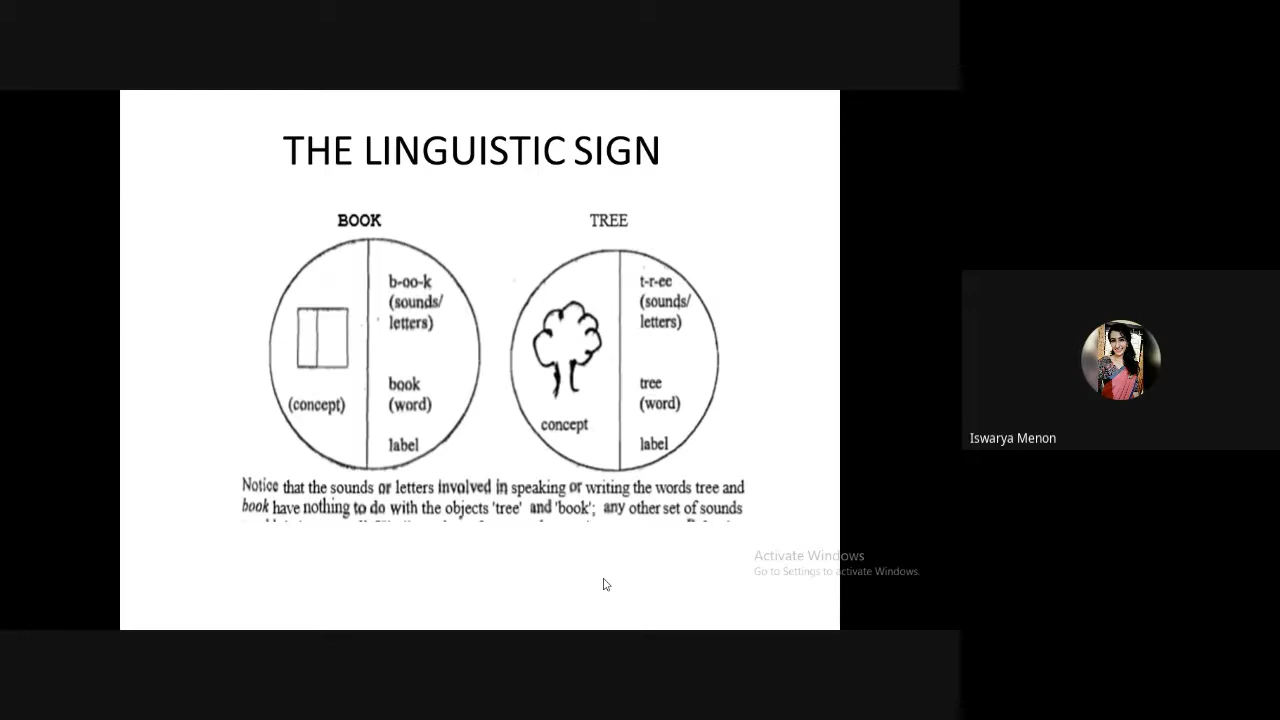 THE LINGUISTIC SIGN
BOOK
b-oo-k
(sounds/
letters)
(concept)
book
(word)
label
TREE
t-r-ee
(sounds/
letters)
concept
tree
(word)
label
Notice that the sounds or letters involved in speaking or writing the words tree and
book have nothing to do with the objects 'tree' and 'book'; any other set of sounds
Activate Windows
Go to Settings to activate Windows.
Iswarya Menon